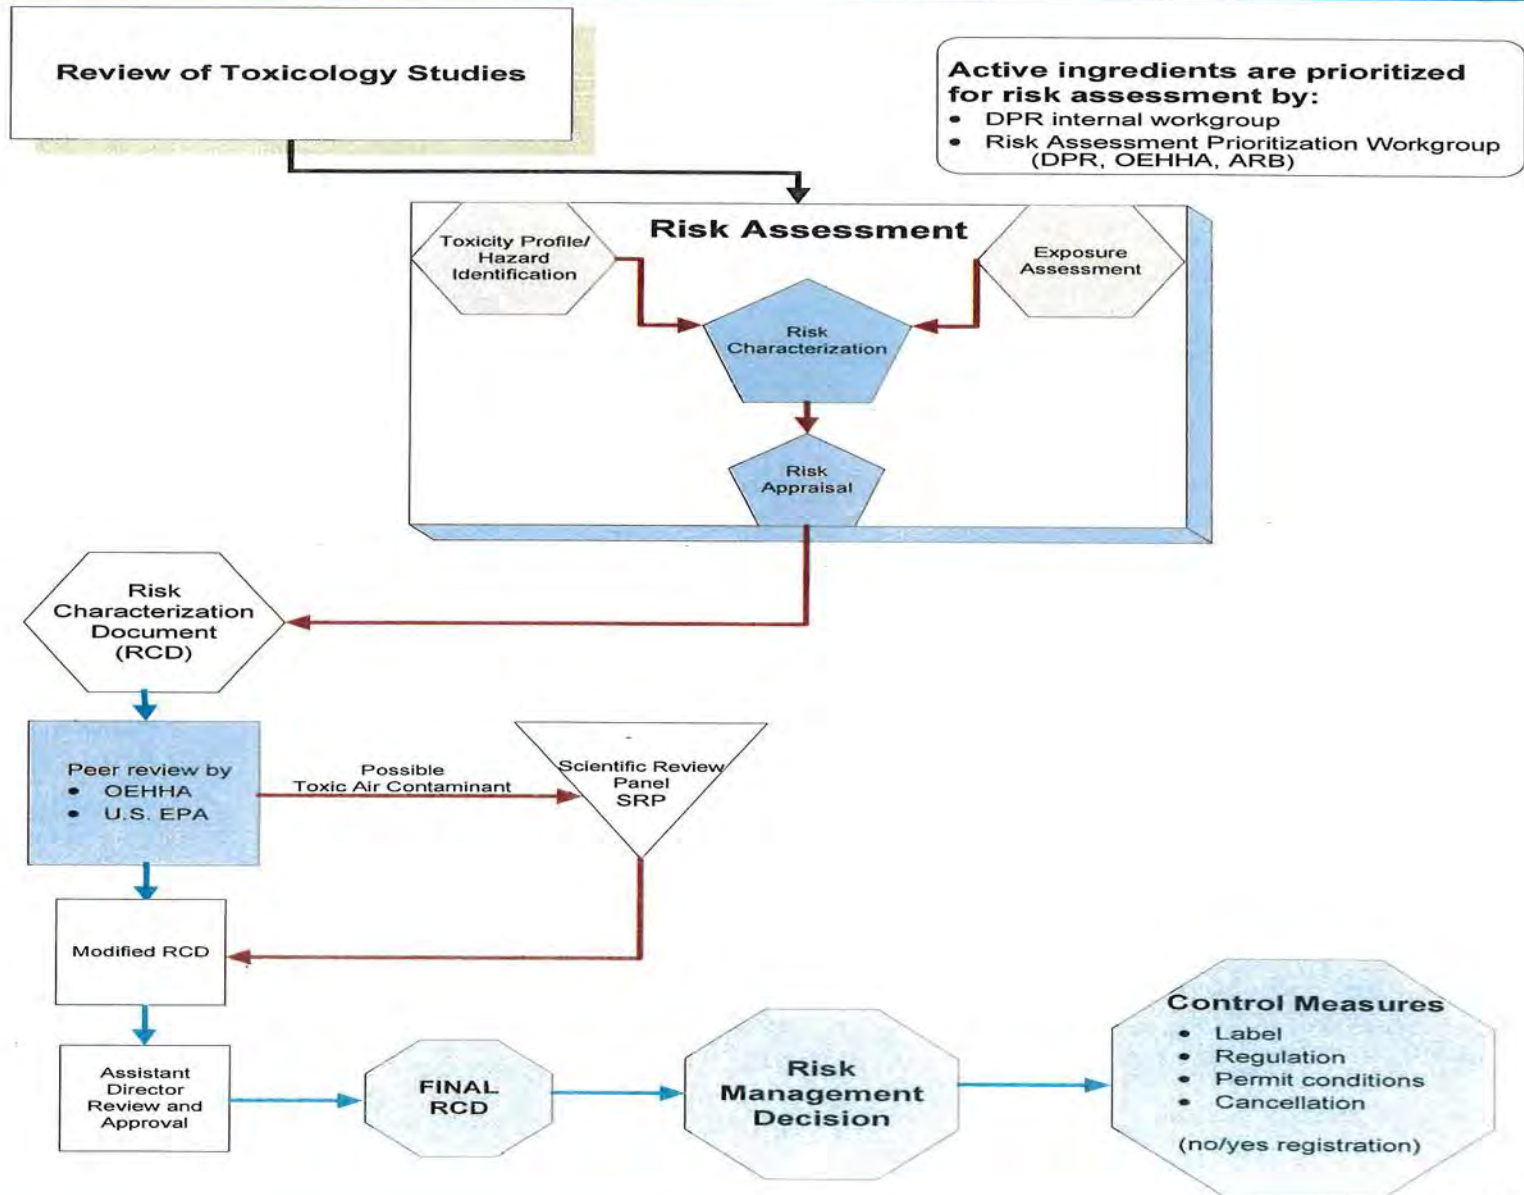 Review of Toxicology Studies
Active ingredients are prioritized
for risk assessment by:
• DPR internal workgroup
• Risk Assessment Prioritization Workgroup
(DPR, OEHHA, ARB)
Risk Assessment
Toxicity Profile/
Hazard
Identification
Exposure
Assessment
Risk
Characterization
Risk
Appraisal
Risk
Characterization
Document
(RCD)
Peer review by
• OEHHA
• U.S. EPA
Possible
Toxic Air Contaminant
Scientific Review
Panel
SRP
Modified RCD
Assistant
Director
Review and
Approval
FINAL
RCD
Risk
Management
Decision
Control Measures
• Label
• Regulation
• Permit conditions
• Cancellation
(no/yes registration)